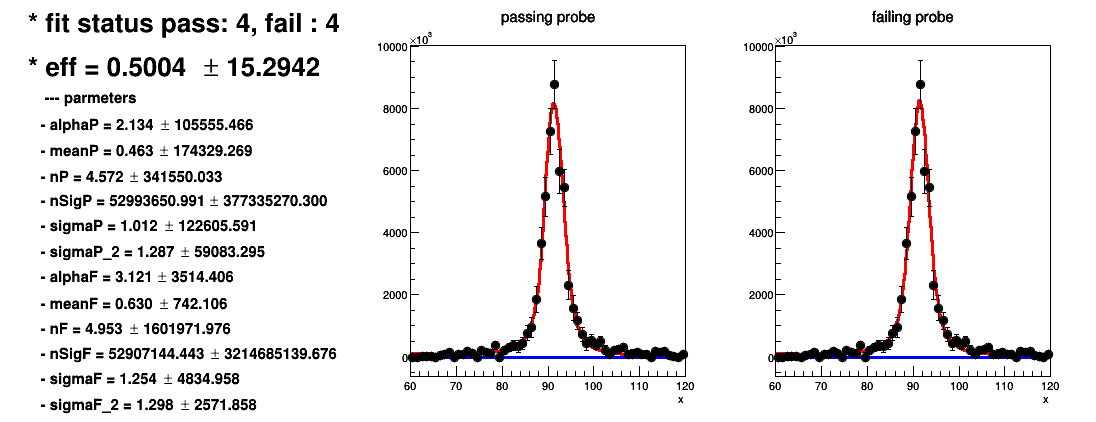 * fit status pass: 4, fail : 4
* eff = 0.5004 ± 15.2942
--- parmeters
- alphaP = 2.134 ± 105555.466
- meanP = 0.463 ± 174329.269
- nP = 4.572 ± 341550.033
- nSigP = 52993650.991 ± 377335270.300
- sigmaP = 1.012 ± 122605.591
- sigmaP_2 = 1.287 ± 59083.295
- alphaF = 3.121 ± 3514.406
- meanF = 0.630 ± 742.106
- nF = 4.953 ± 1601971.976
- nSigF = 52907144.443 ± 3214685139.676
- sigmaF = 1.254 ± 4834.958
- sigmaF_2 = 1.298 ± 2571.858
passing probe
×10³
10000
8000
6000
4000
2000
0
60 70 80 90 100 110 120
x
failing probe
×10³
10000
8000
6000
4000
2000
0
60 70 80 90 100 110 120
x